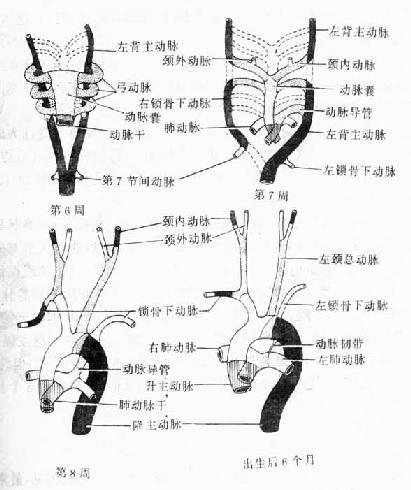 左背主动脉
弓动脉
动脉囊
动脉干
第7节间动脉
第6周
左背主动脉
颈外动脉
颈内动脉
动脉囊
右锁骨下动脉
动脉导管
肺动脉
左背主动脉
左锁骨下动脉
第7周
颈内动脉
颈外动脉
锁骨下动脉
动脉导管
升主动脉
肺动脉干
降主动脉
第8周
左颈总动脉
左锁骨下动脉
右肺动脉
动脉韧带
左肺动脉
出生后6个月